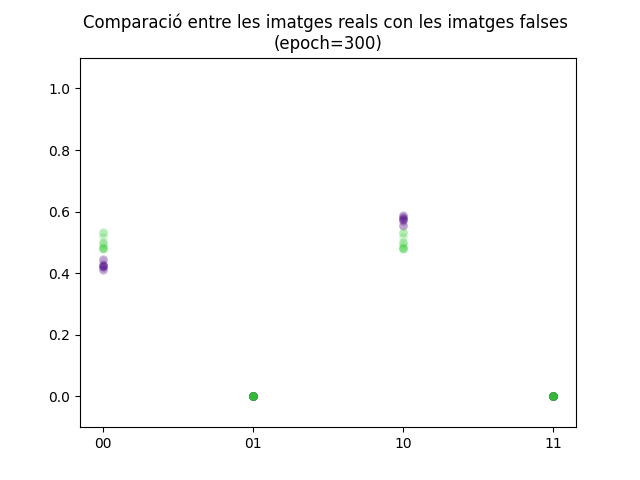 Comparació entre les imatges reals con les imatges falses
(epoch=300)
1.0
0.8
0.6
0.4
0.2
0.0
00 01 10 11